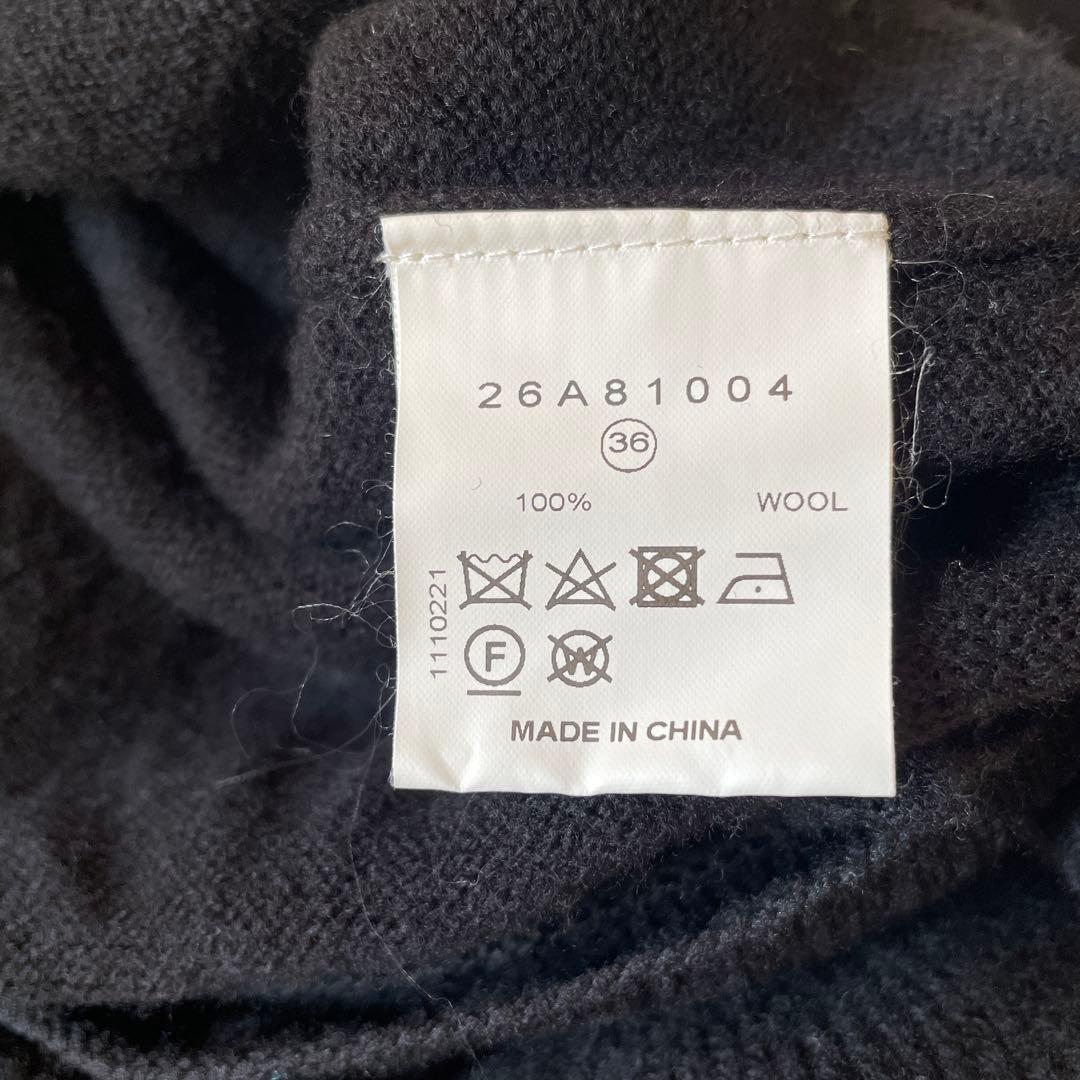 26A81004
36
100% WOOL
1110221
F W
MADE IN CHINA